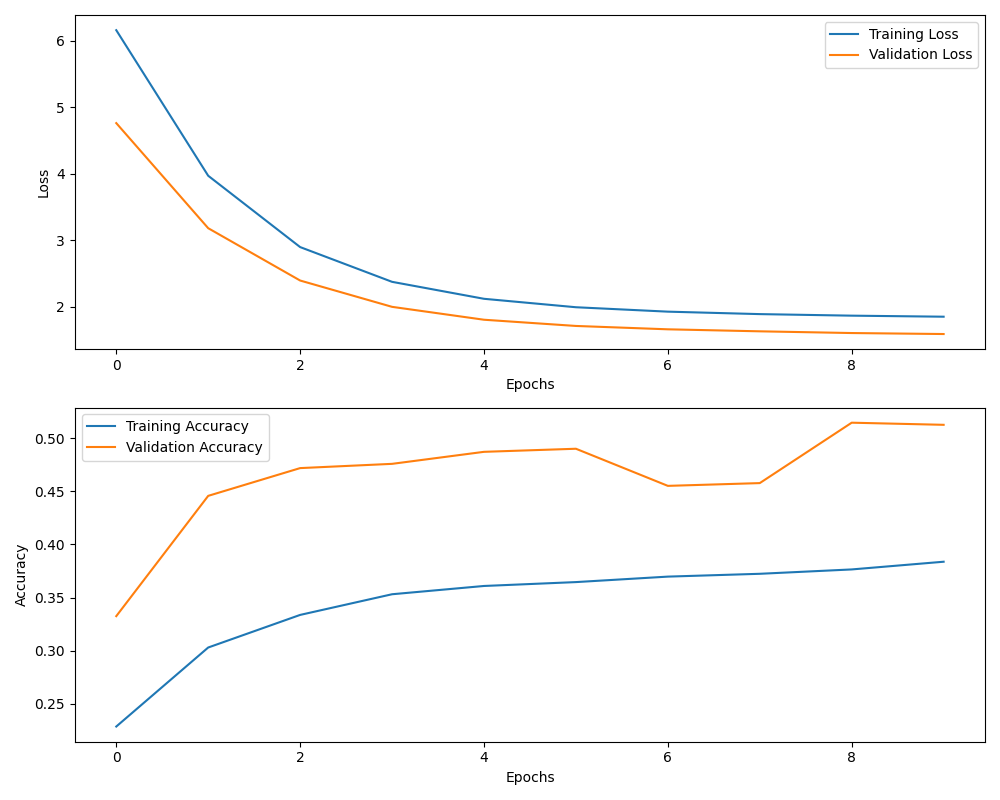 Training Loss
Validation Loss
6
5
4
3
2
Loss
0 2 4 6 8
Epochs
Training Accuracy
Validation Accuracy
0.50
0.45
0.40
0.35
0.30
0.25
Accuracy
0 2 4 6 8
Epochs